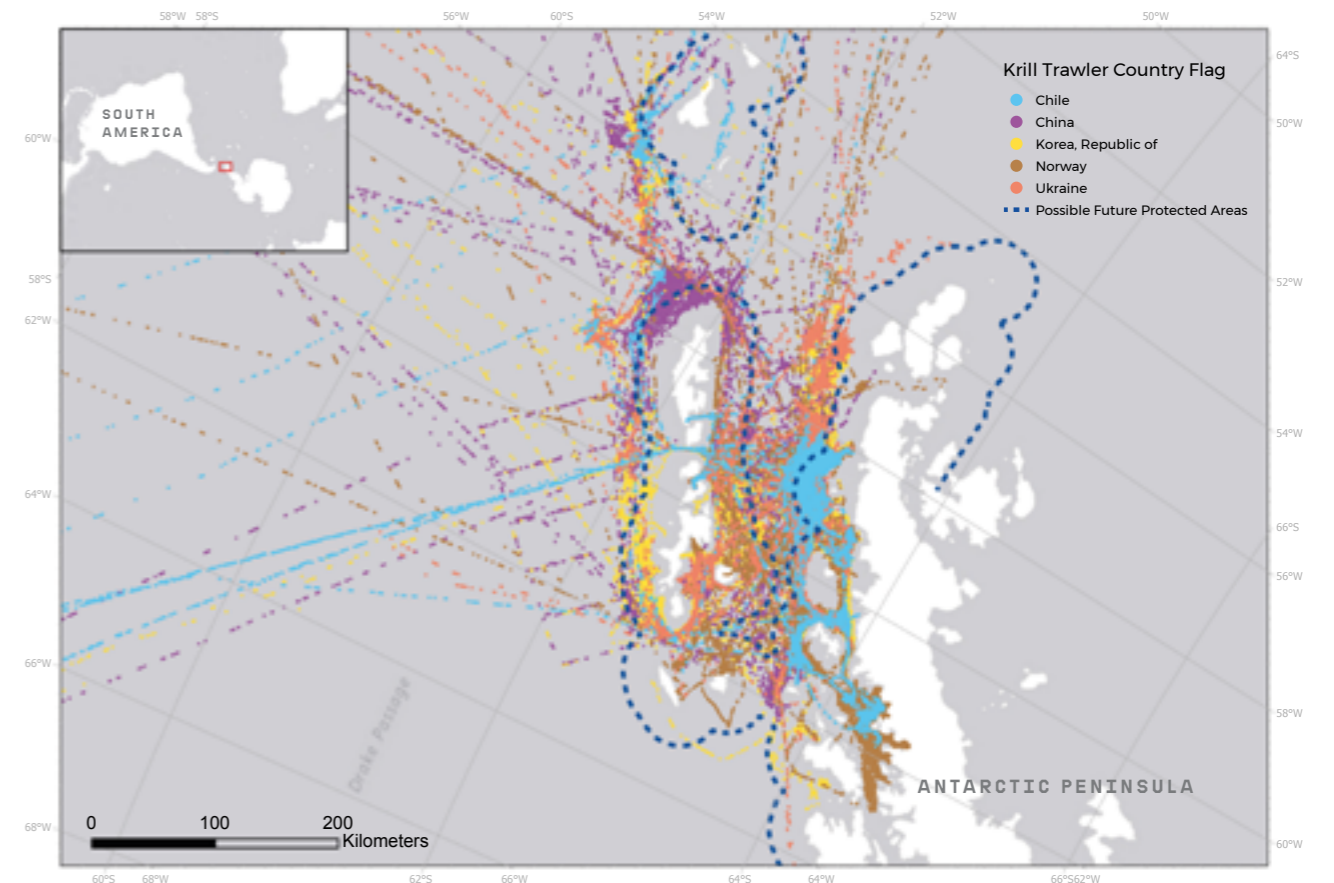 58°W 58°S 56°W 60°S 54°W 52°W 50°W
64°S
Krill Trawler Country Flag
Chile
SOUTH
AMERICA
China
50°W
60°W
Korea, Republic of
Norway
Ukraine
Possible Future Protected Areas
58°S
52°W
62°W
54°W
64°W
66°S
56°W
66°W
58°W
Drake Passage
ANTARCTIC PENINSULA
0 100 200
Kilometers
68°W
60°W
60°S 68°W 62°S 66°W 64°S 64°W 66°S62°W